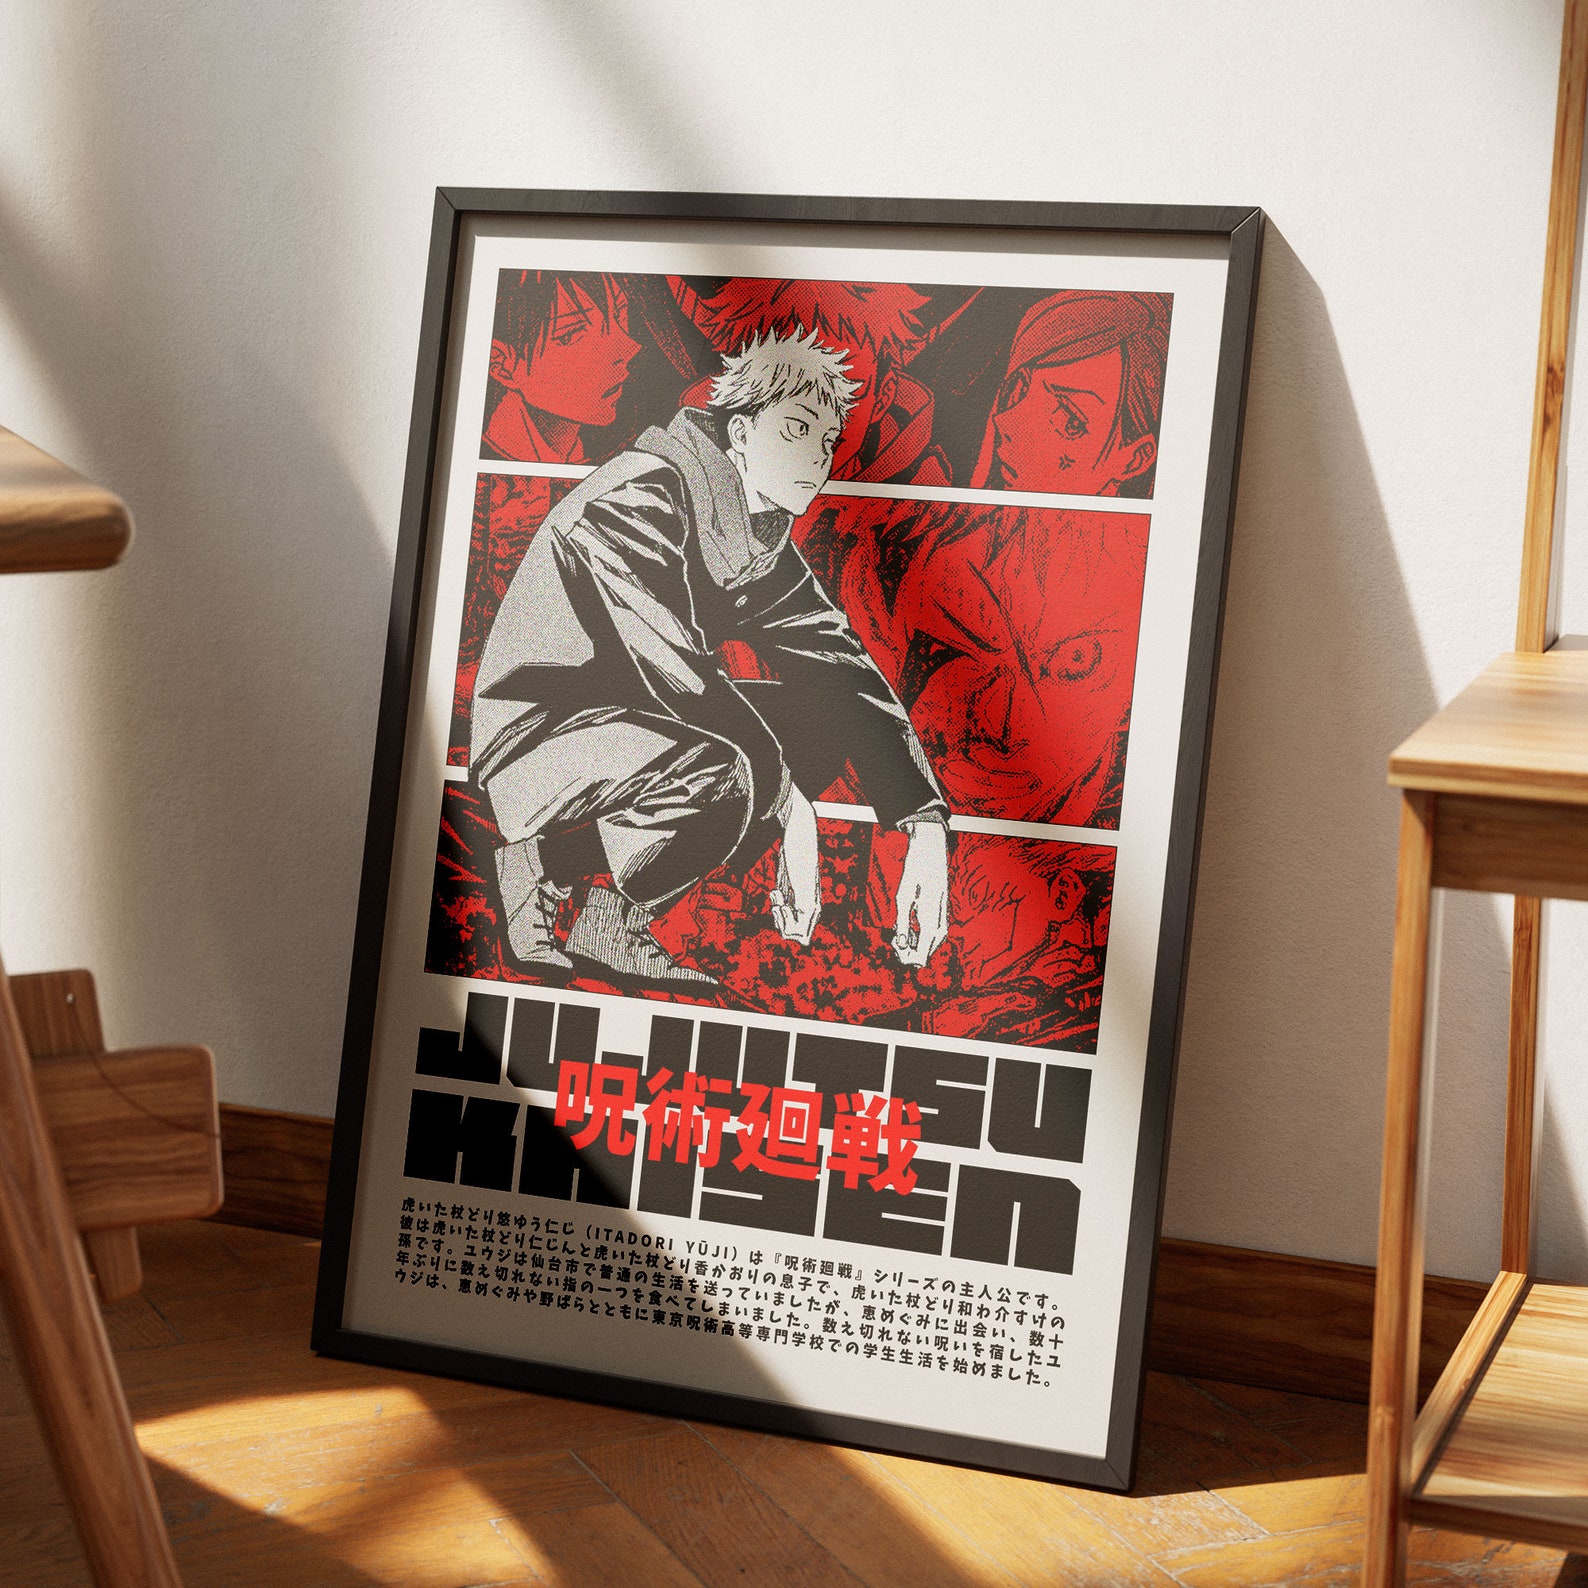 JUJUTSU
呪術廻戦
KAISEN
虎いた杖どり悠ゆう仁じ（ITADORI YŪJI）は『呪術廻戦』シリーズの主人公です。
彼は虎いた杖どり仁じんと虎いた杖どり香かおりの息子で、虎いた杖どり和わ介すけの
孫です。ユウジは仙台市で普通の生活を送っていましたが、恵めぐみに出会い、数十
年ぶりに数え切れない指の一つを食べてしまいました。数え切れない呪いを宿したユ
ウジは、恵めぐみや野ばらとともに東京呪術高等専門学校での学生生活を始めました。